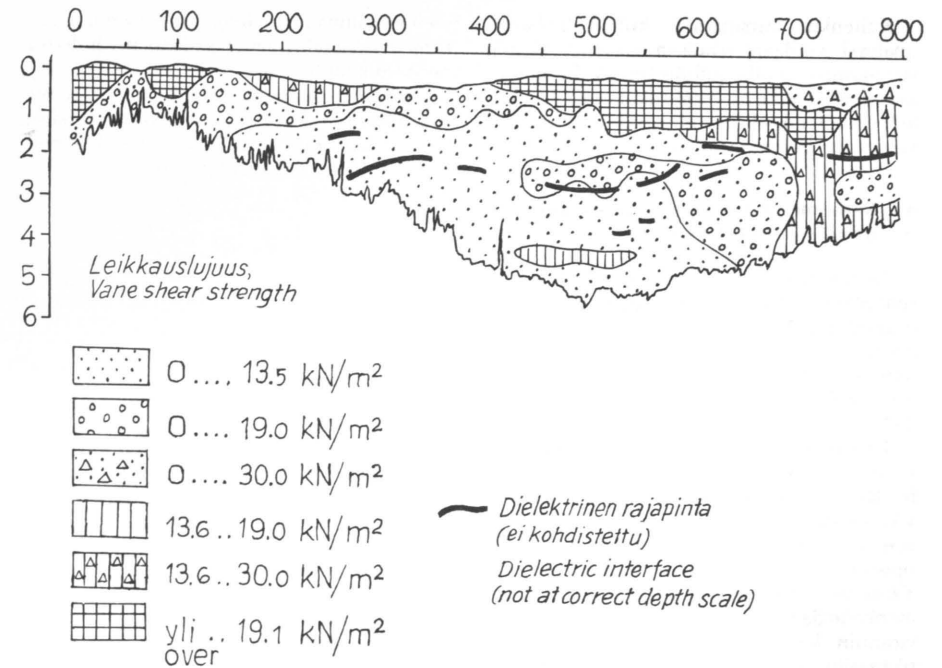 0 100 200 300 400 500 600 700 800
0
1
2
3
4
5
6
Leikkauslujuus,
Vane shear strength
0.... 13.5 kN/m²
0.... 19.0 kN/m²
0.... 30.0 kN/m²
13.6 .. 19.0 kN/m²
13.6 .. 30.0 kN/m²
yli .. 19.1 kN/m²
over
Dielektrinen rajapinta
(ei kohdistettu)
Dielectric interface
(not at correct depth scale)